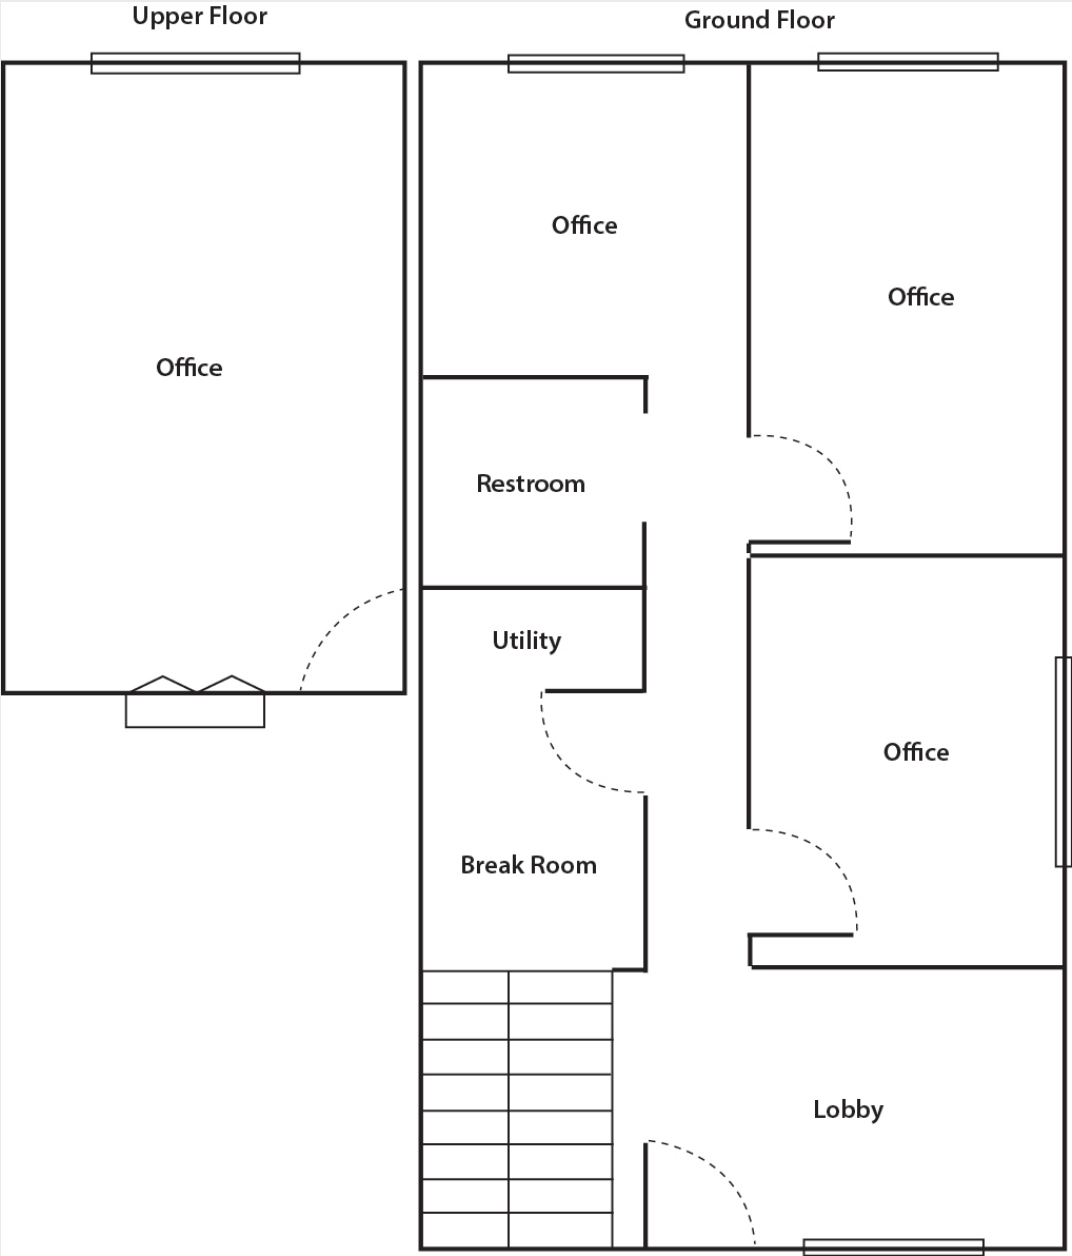 Upper Floor
Ground Floor
Office
Office
Office
Restroom
Utility
Office
Break Room
Lobby